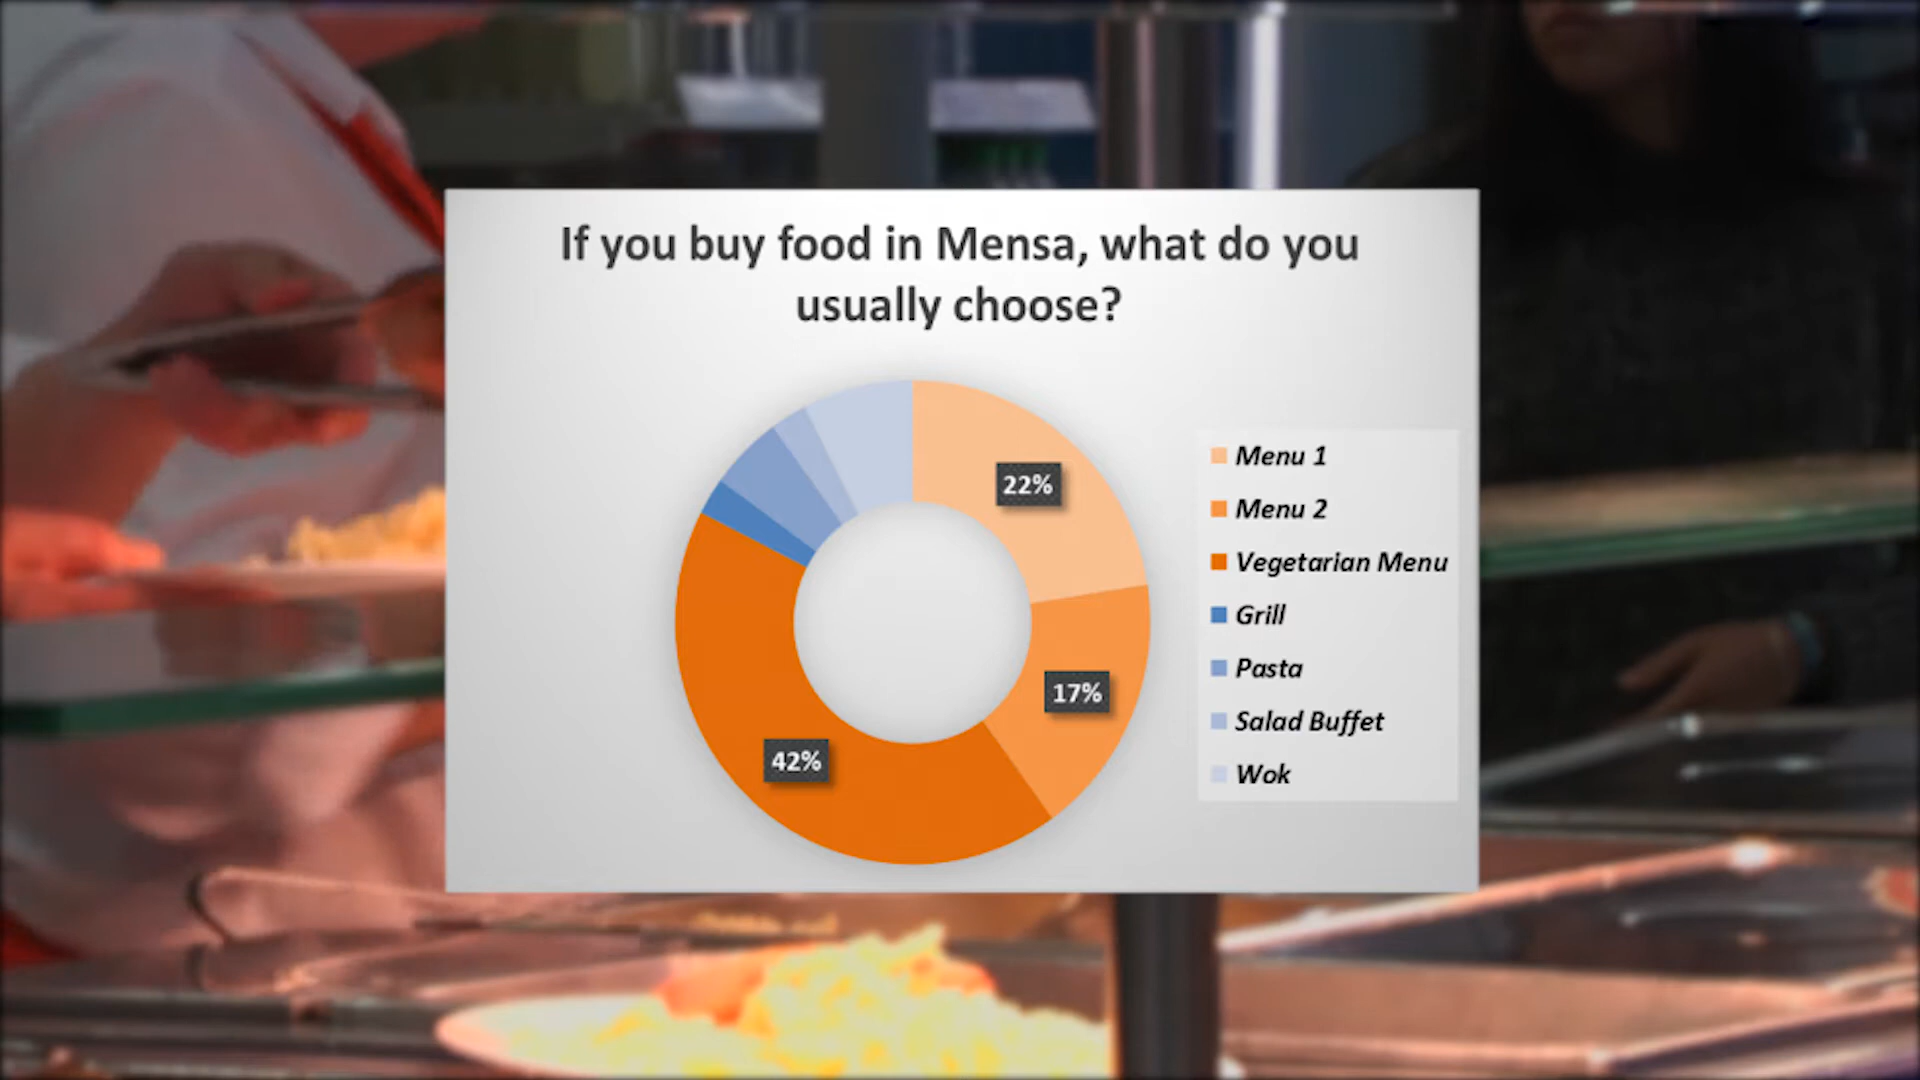 If you buy food in Mensa, what do you
usually choose?
22%
17%
42%
Menu 1
Menu 2
Vegetarian Menu
Grill
Pasta
Salad Buffet
Wok